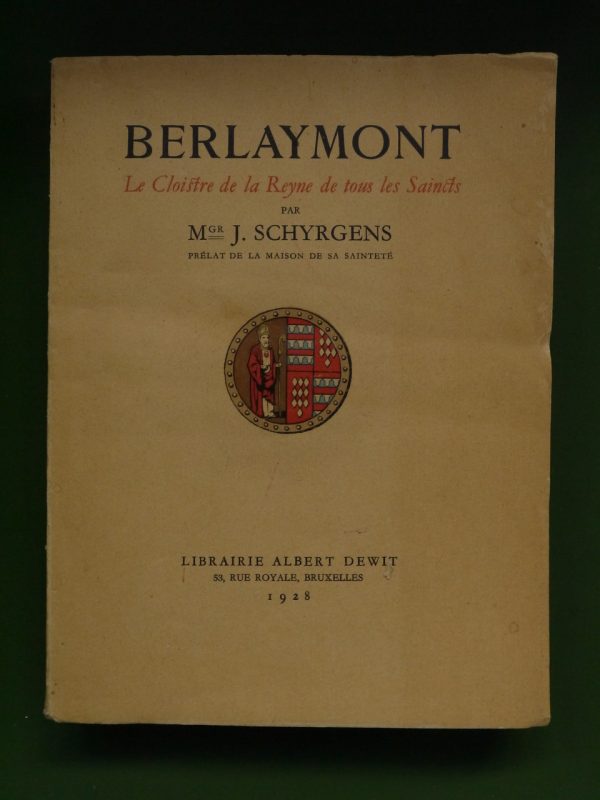 BERLAYMONT
Le Cloistre de la Reyne de tous les Saincts
PAR
MGR J. SCHYRGENS
PRÉLAT DE LA MAISON DE SA SAINTETÉ
LIBRAIRIE ALBERT DEWIT
53, RUE ROYALE, BRUXELLES
1928